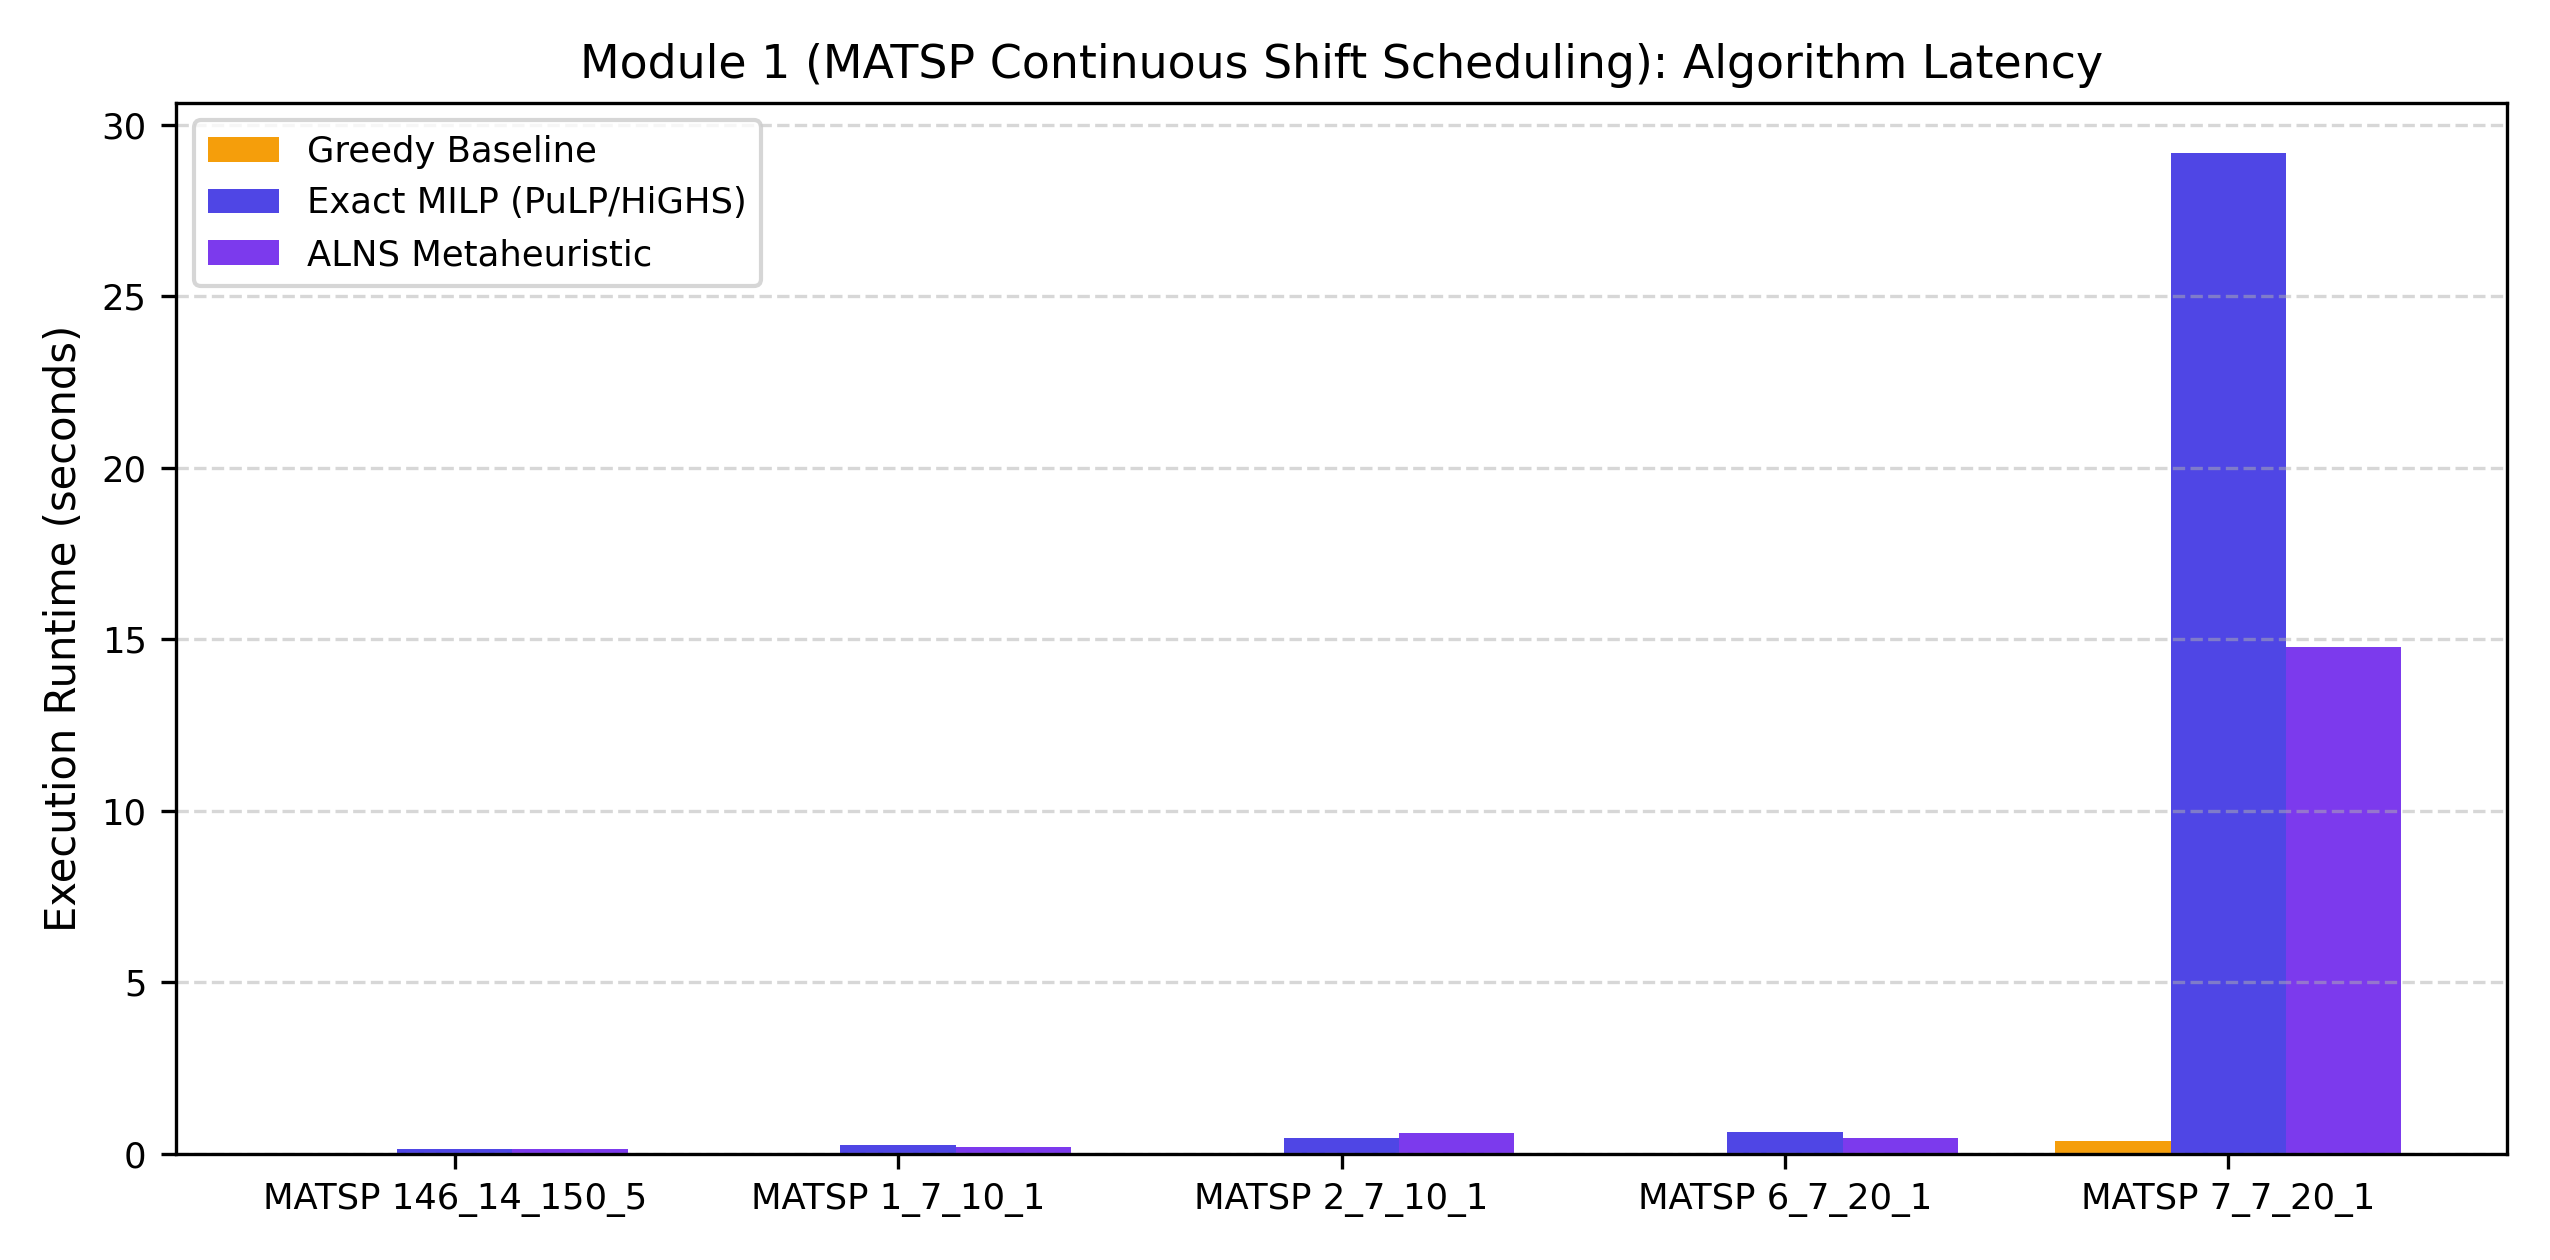 Module 1 (MATSP Continuous Shift Scheduling): Algorithm Latency
Greedy Baseline
Exact MILP (PuLP/HiGHS)
ALNS Metaheuristic
Execution Runtime (seconds)
30
25
20
15
10
5
0
MATSP 146_14_150_5
MATSP 1_7_10_1
MATSP 2_7_10_1
MATSP 6_7_20_1
MATSP 7_7_20_1